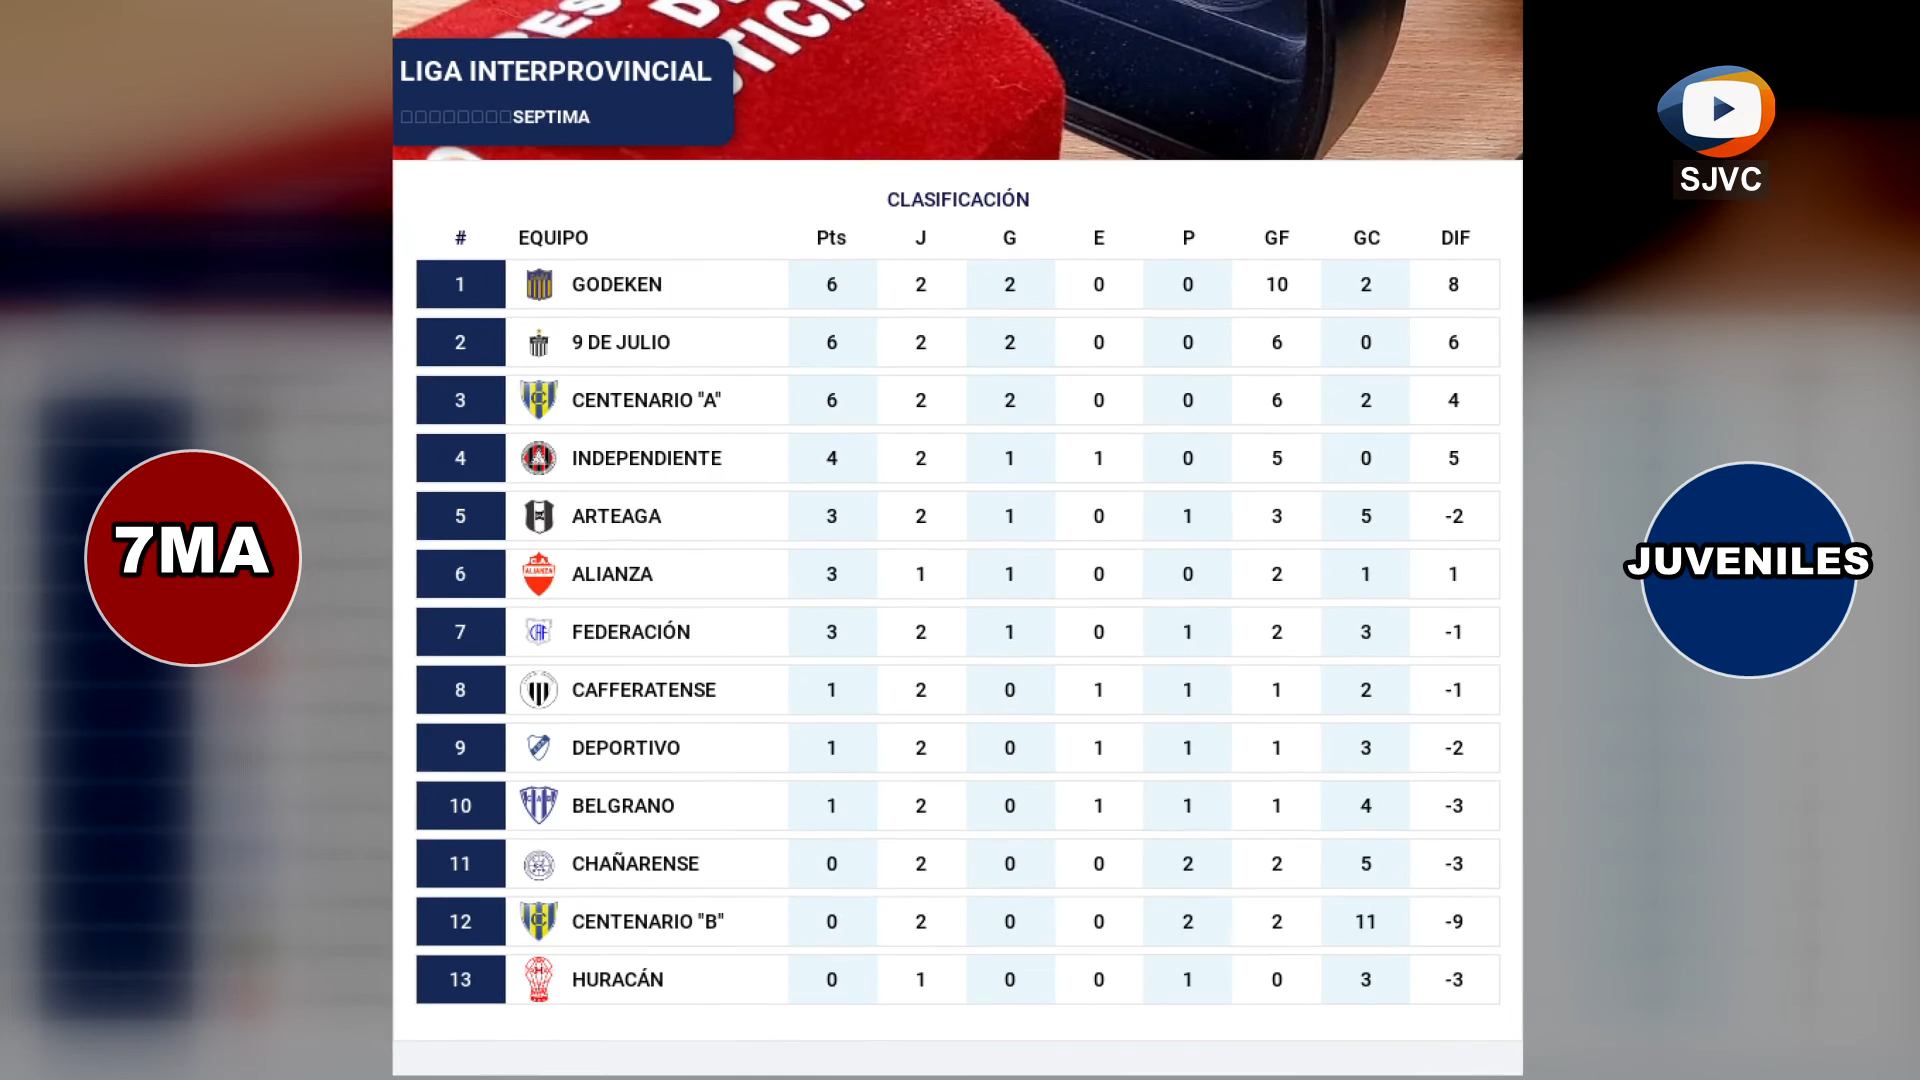 LIGA INTERPROVINCIAL
SEPTIMA
SJVC
7MA
JUVENILES
CLASIFICACIÓN
# EQUIPO Pts J G E P GF GC DIF
1 GODEKEN 6 2 2 0 0 10 2 8
2 9 DE JULIO 6 2 2 0 0 6 0 6
3 CENTENARIO "A" 6 2 2 0 0 6 2 4
4 INDEPENDIENTE 4 2 1 1 0 5 0 5
5 ARTEAGA 3 2 1 0 1 3 5 -2
6 ALIANZA 3 1 1 0 0 2 1 1
7 FEDERACIÓN 3 2 1 0 1 2 3 -1
8 CAFFERATENSE 1 2 0 1 1 1 2 -1
9 DEPORTIVO 1 2 0 1 1 1 3 -2
10 BELGRANO 1 2 0 1 1 1 4 -3
11 CHAÑARENSE 0 2 0 0 2 2 5 -3
12 CENTENARIO "B" 0 2 0 0 2 2 11 -9
13 HURACÁN 0 1 0 0 1 0 3 -3